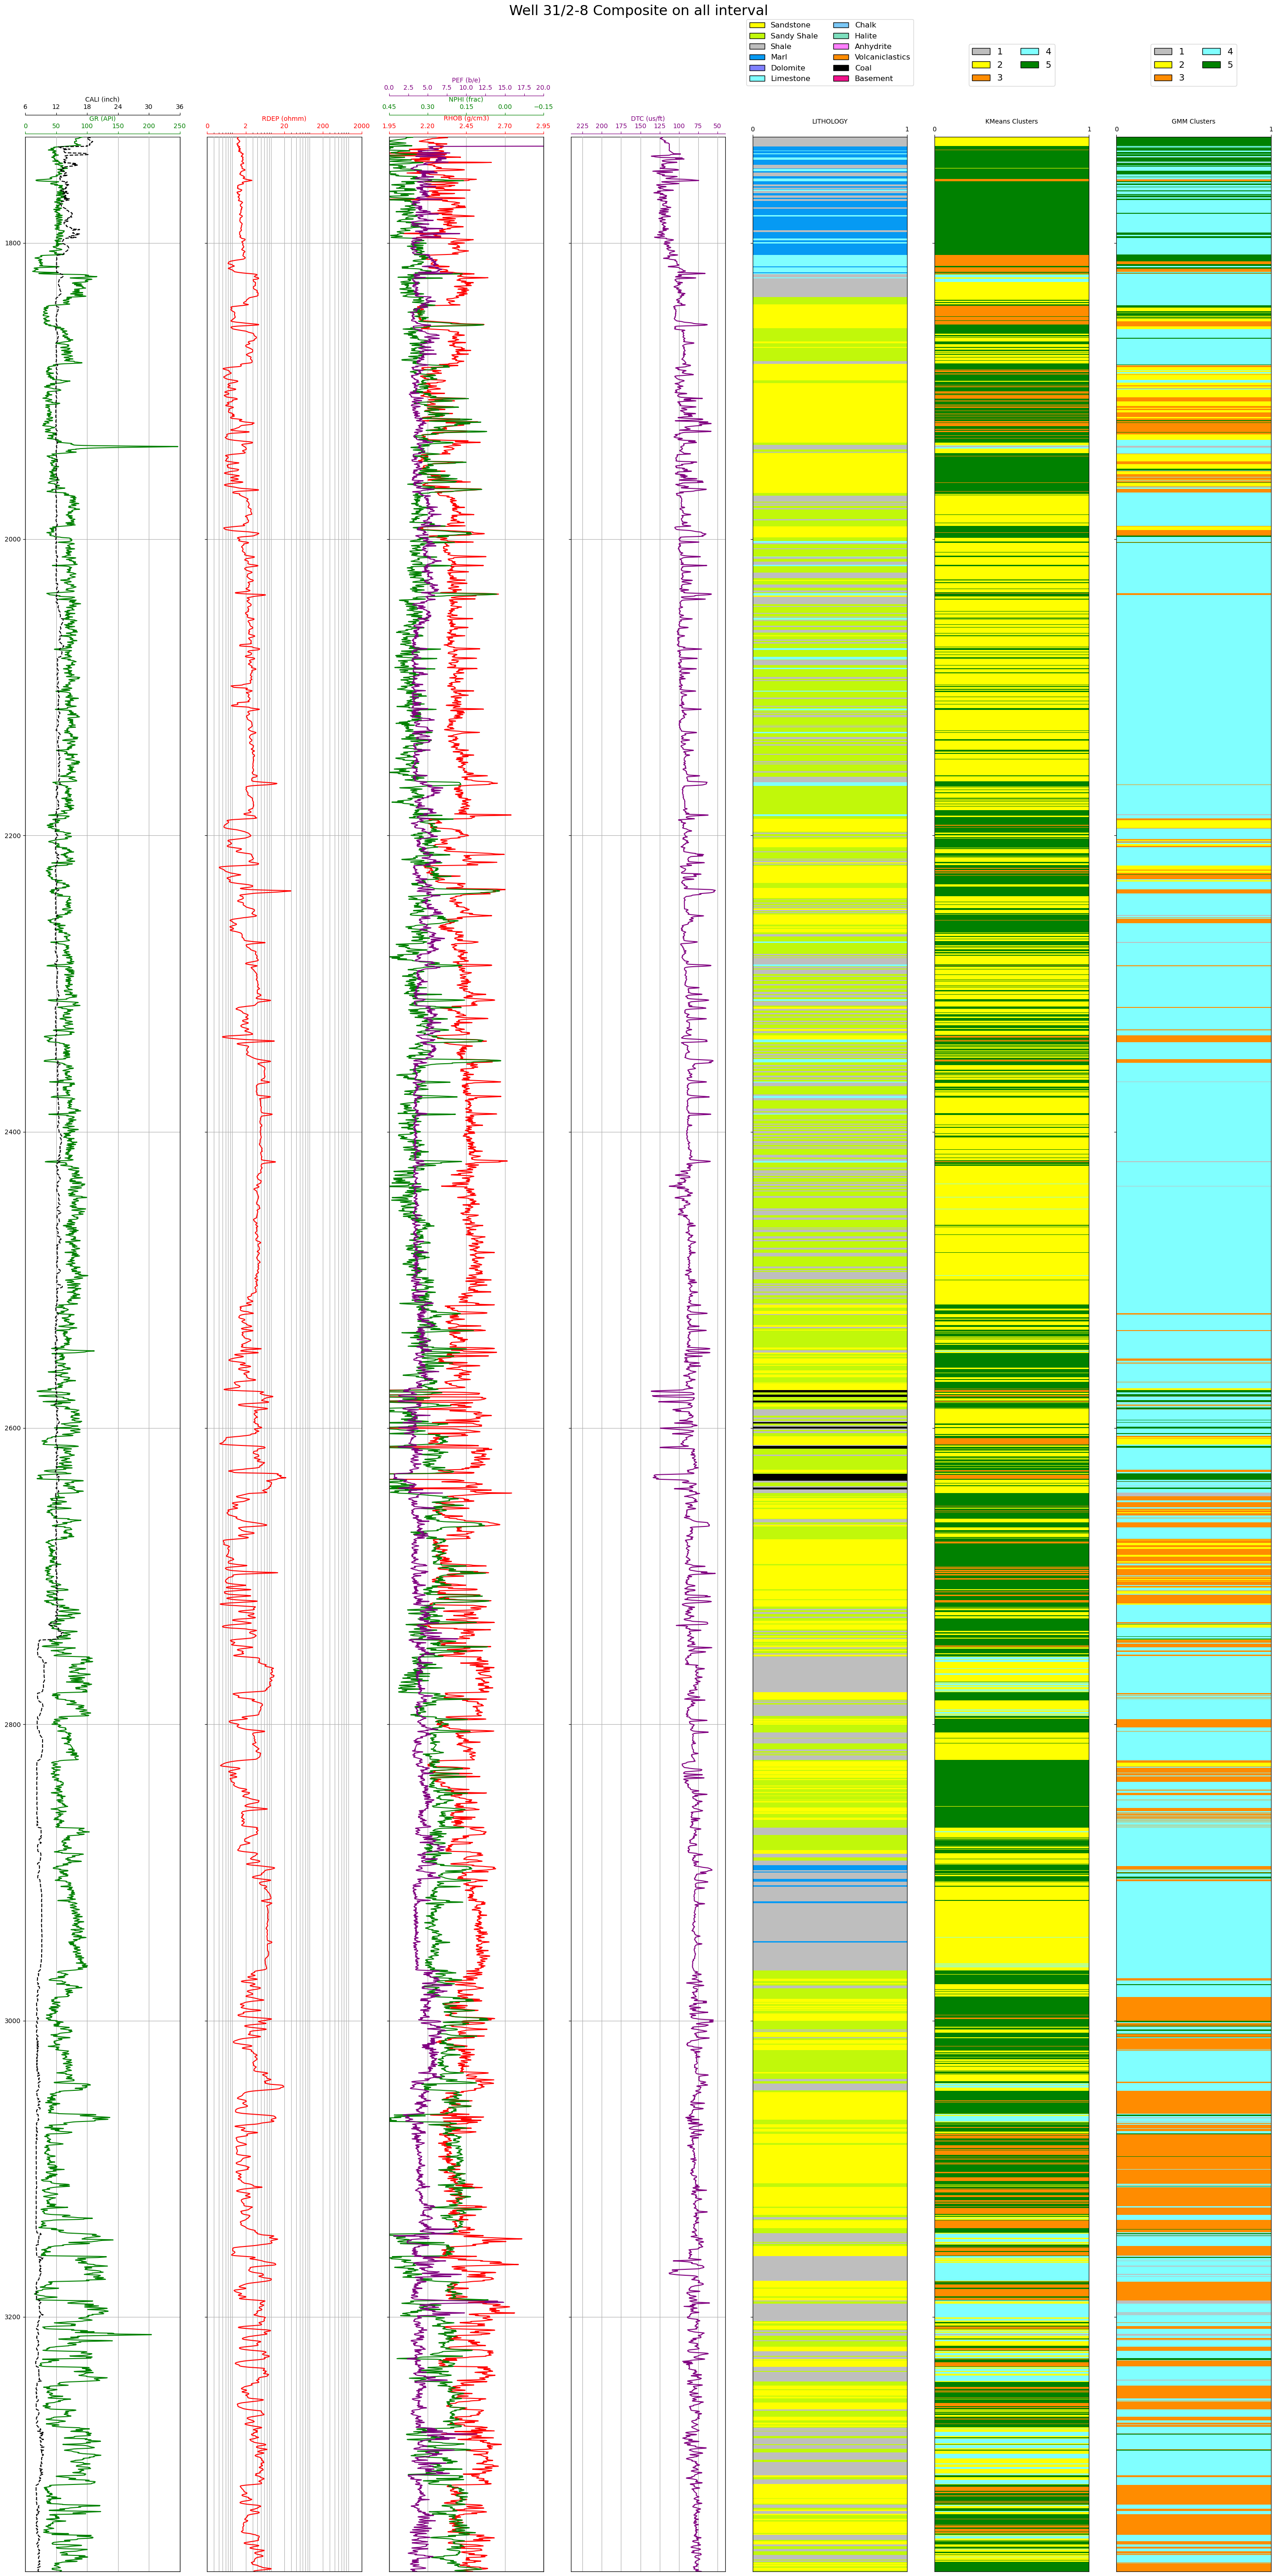 Well 31/2-8 Composite on all interval
Sandstone Chalk
Sandy Shale Halite
Shale Anhydrite
Marl Volcaniclastics
Dolomite Coal
Limestone Basement
1 4
2 5
3
1 4
2 5
3
PEF (b/e)
0.0 2.5 5.0 7.5 10.0 12.5 15.0 17.5 20.0
CALI (inch)
6 12 18 24 30 36
NPHI (frac)
0.45 0.30 0.15 0.00 −0.15
GR (API)
0 50 100 150 200 250
RDEP (ohmm)
0 2 20 200 2000
RHOB (g/cm3)
1.95 2.20 2.45 2.70 2.95
DTC (us/ft)
225 200 175 150 125 100 75 50
LITHOLOGY
0 1
KMeans Clusters
0 1
GMM Clusters
0 1
1800
2000
2200
2400
2600
2800
3000
3200